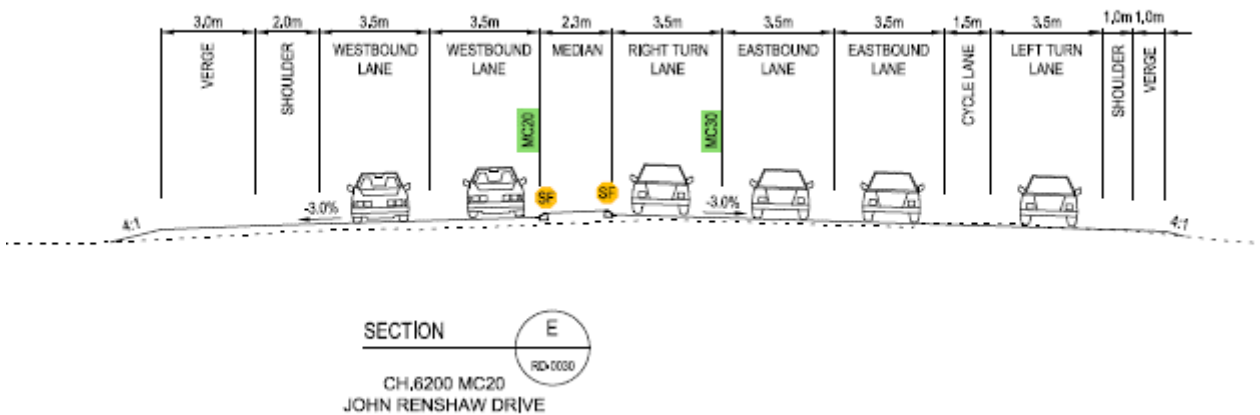 3.0m 2.0m 3.5m 3.5m 2.3m 3.5m 3.5m 3.5m 1.5m 3.5m 1.0m 1.0m
VERGE
SHOULDER
WESTBOUND
LANE
WESTBOUND
LANE
MEDIAN
RIGHT TURN
LANE
EASTBOUND
LANE
EASTBOUND
LANE
CYCLE LANE
LEFT TURN
LANE
SHOULDER
VERGE
MC20
MC30
SF
SF
-3.0%
-3.0%
4:1
4:1
SECTION
E
RD-0030
CH.6200 MC20
JOHN RENSHAW DRIVE